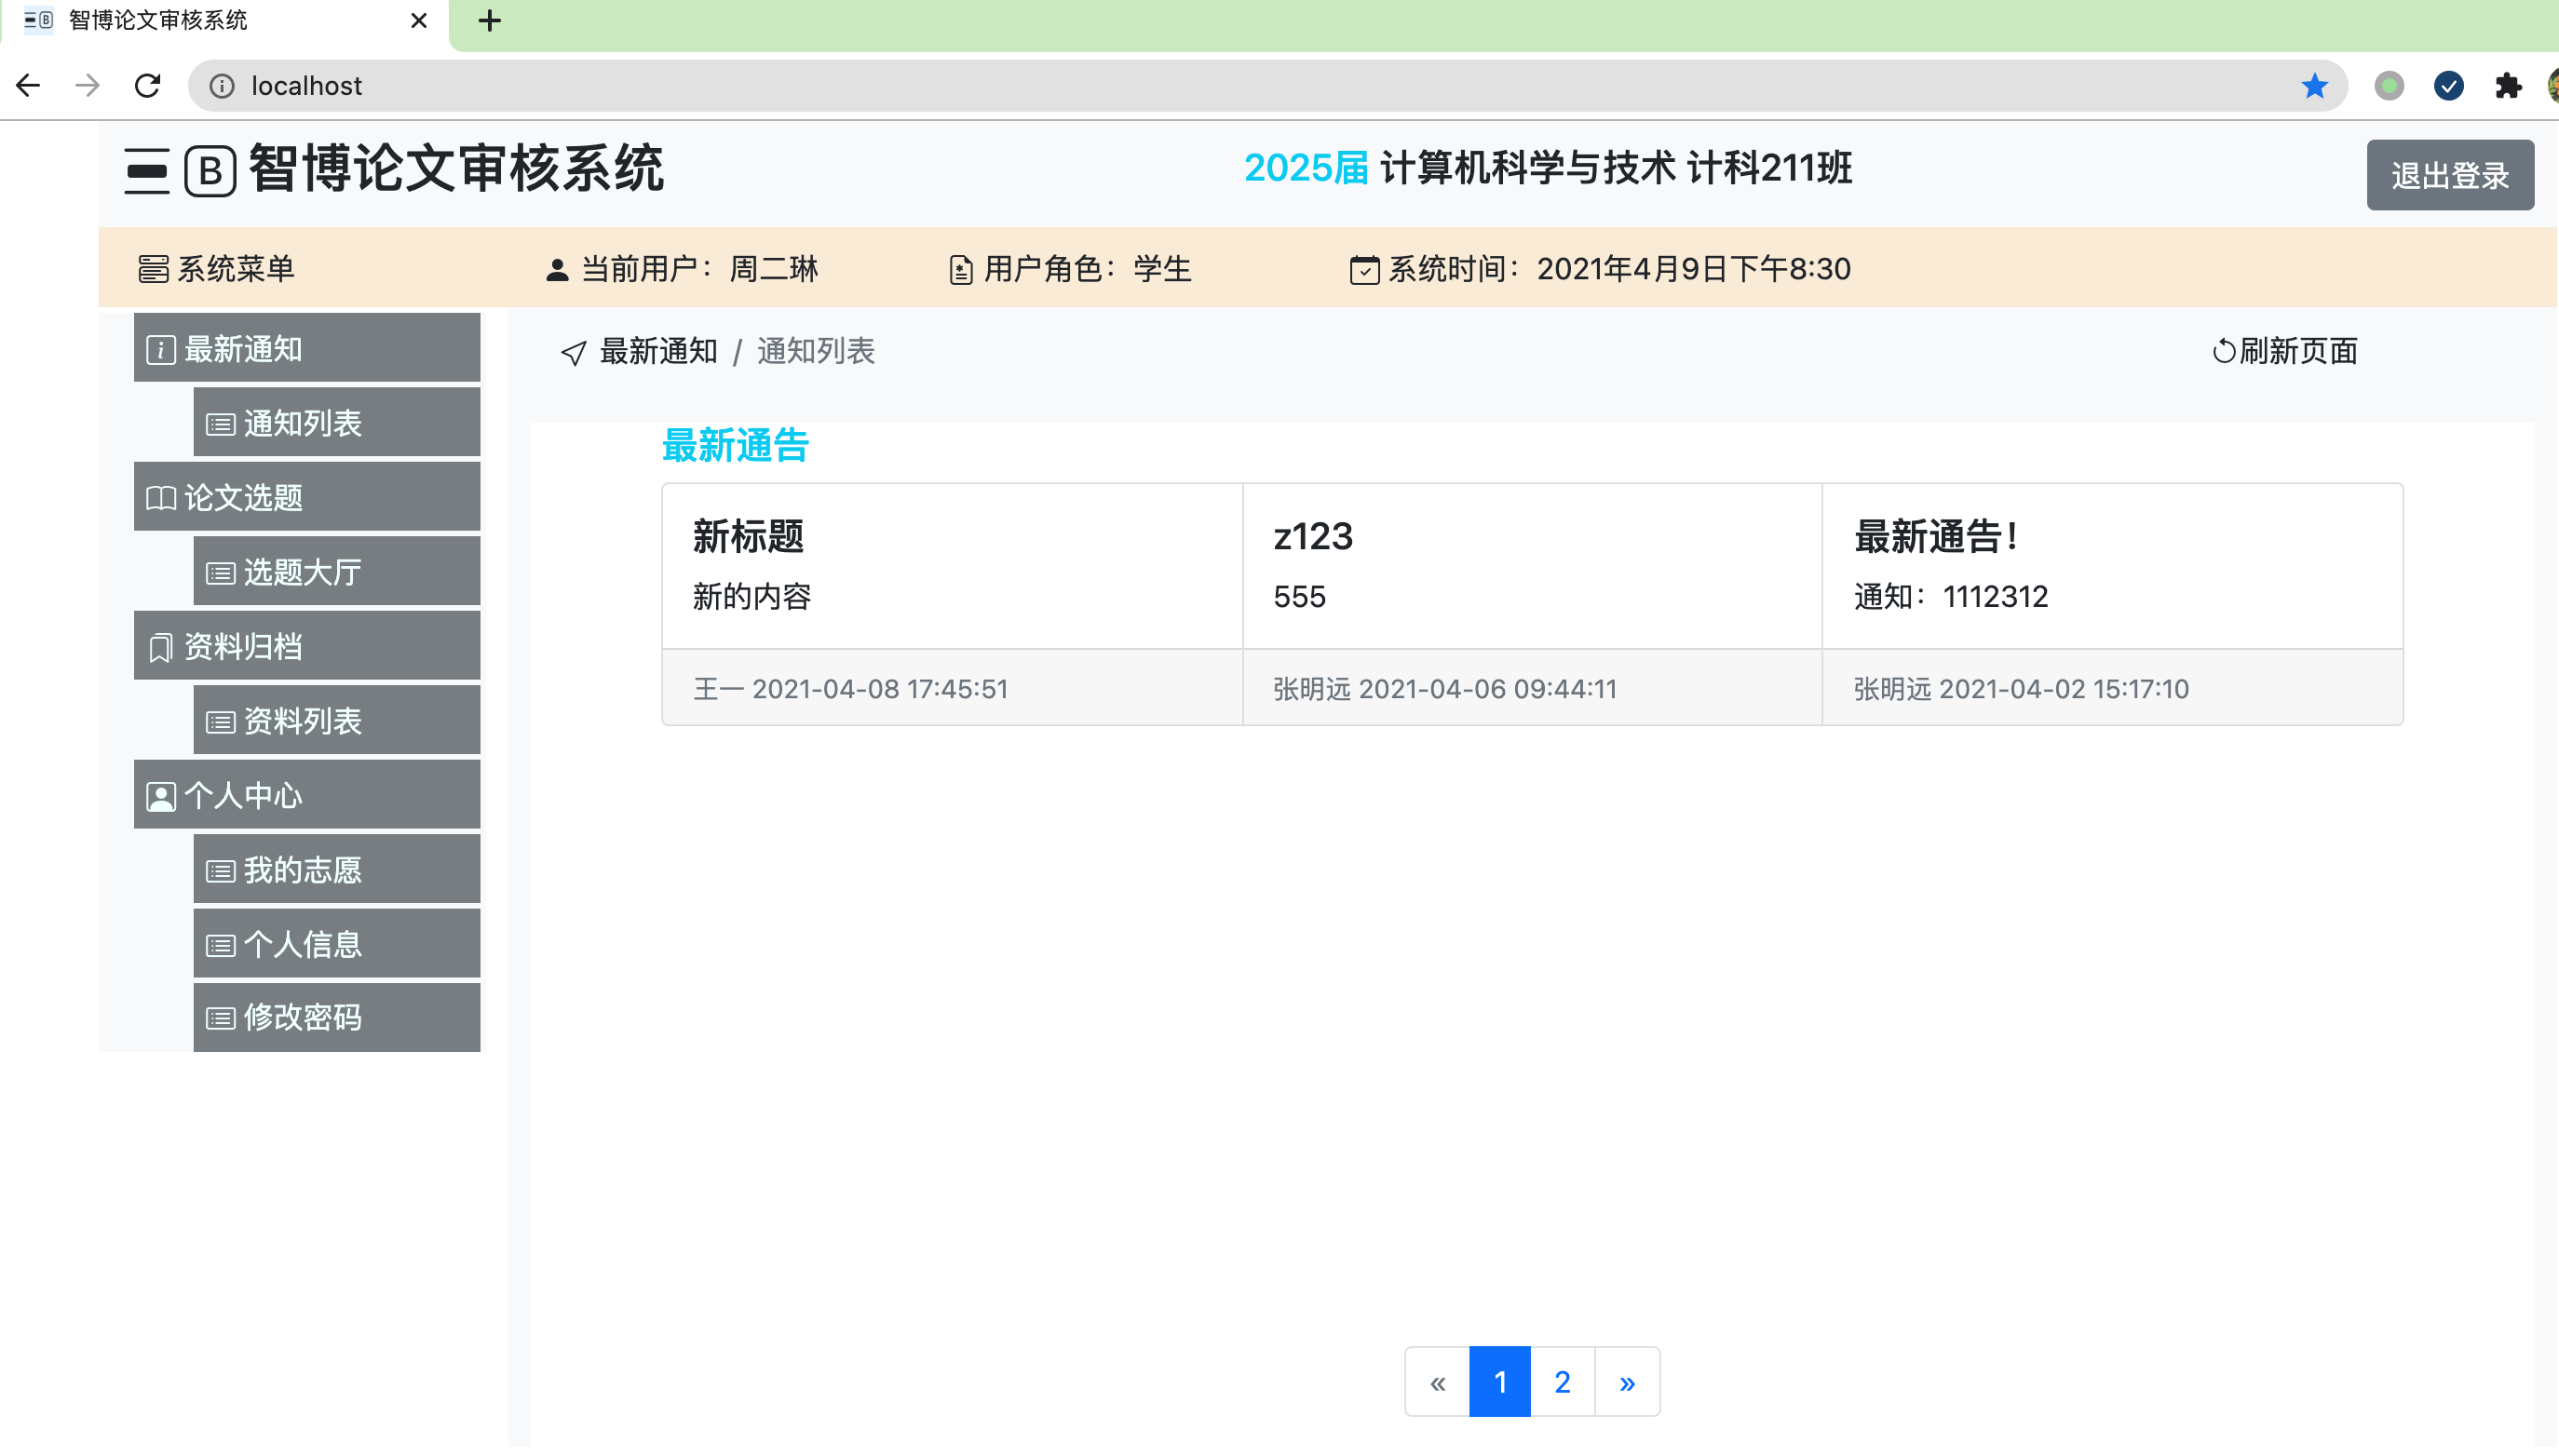 智博论文审核系统
localhost
B 智博论文审核系统
2025届 计算机科学与技术 计科211班
退出登录
系统菜单
当前用户：周二琳
用户角色：学生
系统时间：2021年4月9日下午8:30
最新通知
通知列表
论文选题
选题大厅
资料归档
资料列表
个人中心
我的志愿
个人信息
修改密码
最新通知 / 通知列表
刷新页面
最新通告
新标题
新的内容
王一 2021-04-08 17:45:51
z123
555
张明远 2021-04-06 09:44:11
最新通告！
通知：1112312
张明远 2021-04-02 15:17:10
« 1 2 »